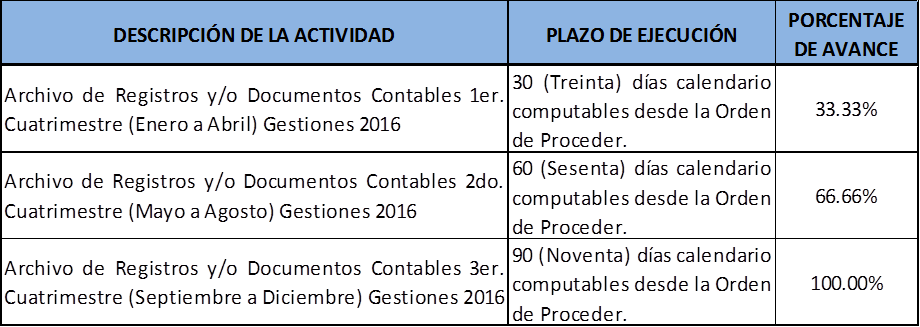 DESCRIPCIÓN DE LA ACTIVIDAD
PLAZO DE EJECUCIÓN
PORCENTAJE
DE AVANCE
Archivo de Registros y/o Documentos Contables 1er.
Cuatrimestre (Enero a Abril) Gestiones 2016
30 (Treinta) días calendario
computables desde la Orden
de Proceder.
33.33%
Archivo de Registros y/o Documentos Contables 2do.
Cuatrimestre (Mayo a Agosto) Gestiones 2016
60 (Sesenta) días calendario
computables desde la Orden
de Proceder.
66.66%
Archivo de Registros y/o Documentos Contables 3er.
Cuatrimestre (Septiembre a Diciembre) Gestiones 2016
90 (Noventa) días calendario
computables desde la Orden
de Proceder.
100.00%